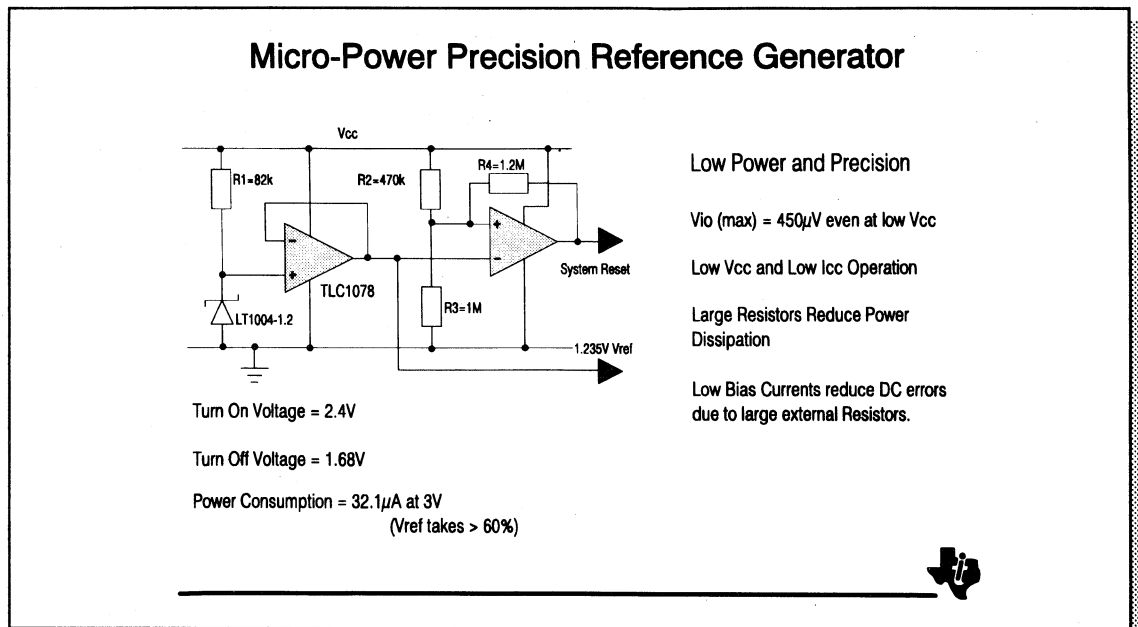 Micro-Power Precision Reference Generator
Vcc
R1=82k
R2=470k
R4=1.2M
-
+
+
-
System Reset
TLC1078
R3=1M
LT1004-1.2
1.235V Vref
Turn On Voltage = 2.4V
Turn Off Voltage = 1.68V
Power Consumption = 32.1µA at 3V
(Vref takes > 60%)
Low Power and Precision
Vio (max) = 450µV even at low Vcc
Low Vcc and Low Icc Operation
Large Resistors Reduce Power
Dissipation
Low Bias Currents reduce DC errors
due to large external Resistors.